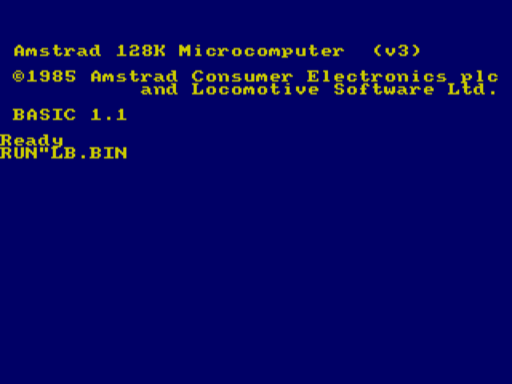 Amstrad 128K Microcomputer (v3)
©1985 Amstrad Consumer Electronics plc
and Locomotive Software Ltd.
BASIC 1.1
Ready
RUN"LB.BIN